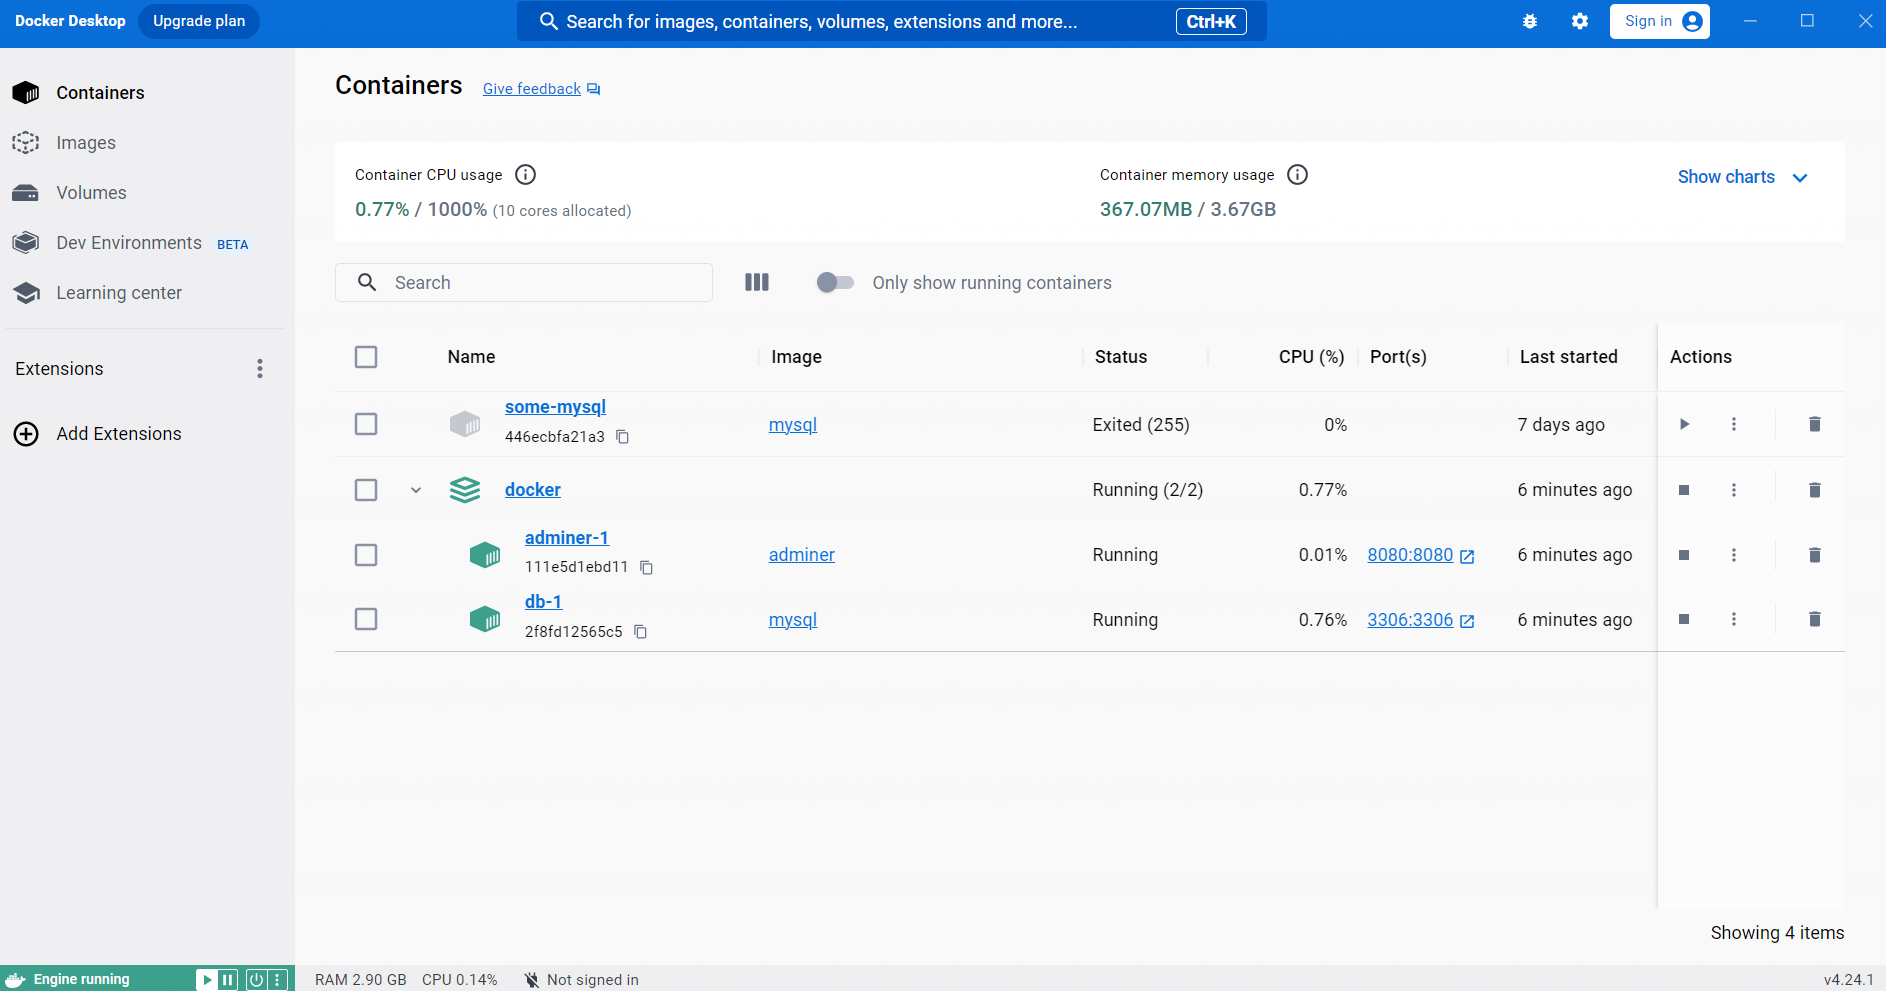 Docker Desktop Upgrade plan Search for images, containers, volumes, extensions and more... Ctrl+K Sign in
Containers
Images
Volumes
Dev Environments BETA
Learning center
Extensions
Add Extensions
Containers Give feedback
Container CPU usage
0.77% / 1000% (10 cores allocated)
Container memory usage
367.07MB / 3.67GB
Show charts
Search
Only show running containers
Name Image Status CPU (%) Port(s) Last started Actions
some-mysql
446ecbfa21a3
mysql Exited (255) 0% 7 days ago
docker Running (2/2) 0.77% 6 minutes ago
adminer-1
111e5d1ebd11
adminer Running 0.01% 8080:8080 6 minutes ago
db-1
2f8fd12565c5
mysql Running 0.76% 3306:3306 6 minutes ago
Showing 4 items
Engine running RAM 2.90 GB CPU 0.14% Not signed in v4.24.1